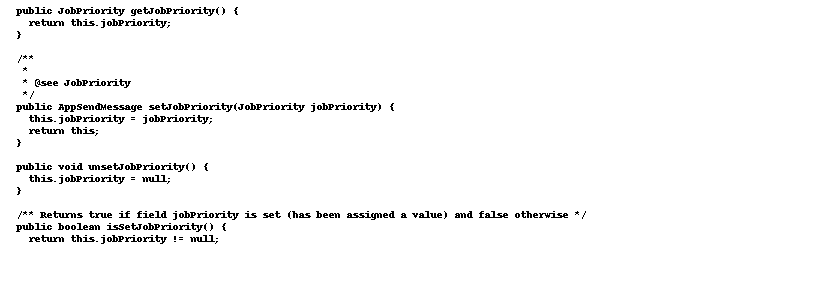 public JobPriority getJobPriority() {
  return this.jobPriority;
}

/**
 *
 * @see JobPriority
 */
public AppSendMessage setJobPriority(JobPriority jobPriority) {
  this.jobPriority = jobPriority;
  return this;
}

public void unsetJobPriority() {
  this.jobPriority = null;
}

/** Returns true if field jobPriority is set (has been assigned a value) and false otherwise */
public boolean isSetJobPriority() {
  return this.jobPriority != null;